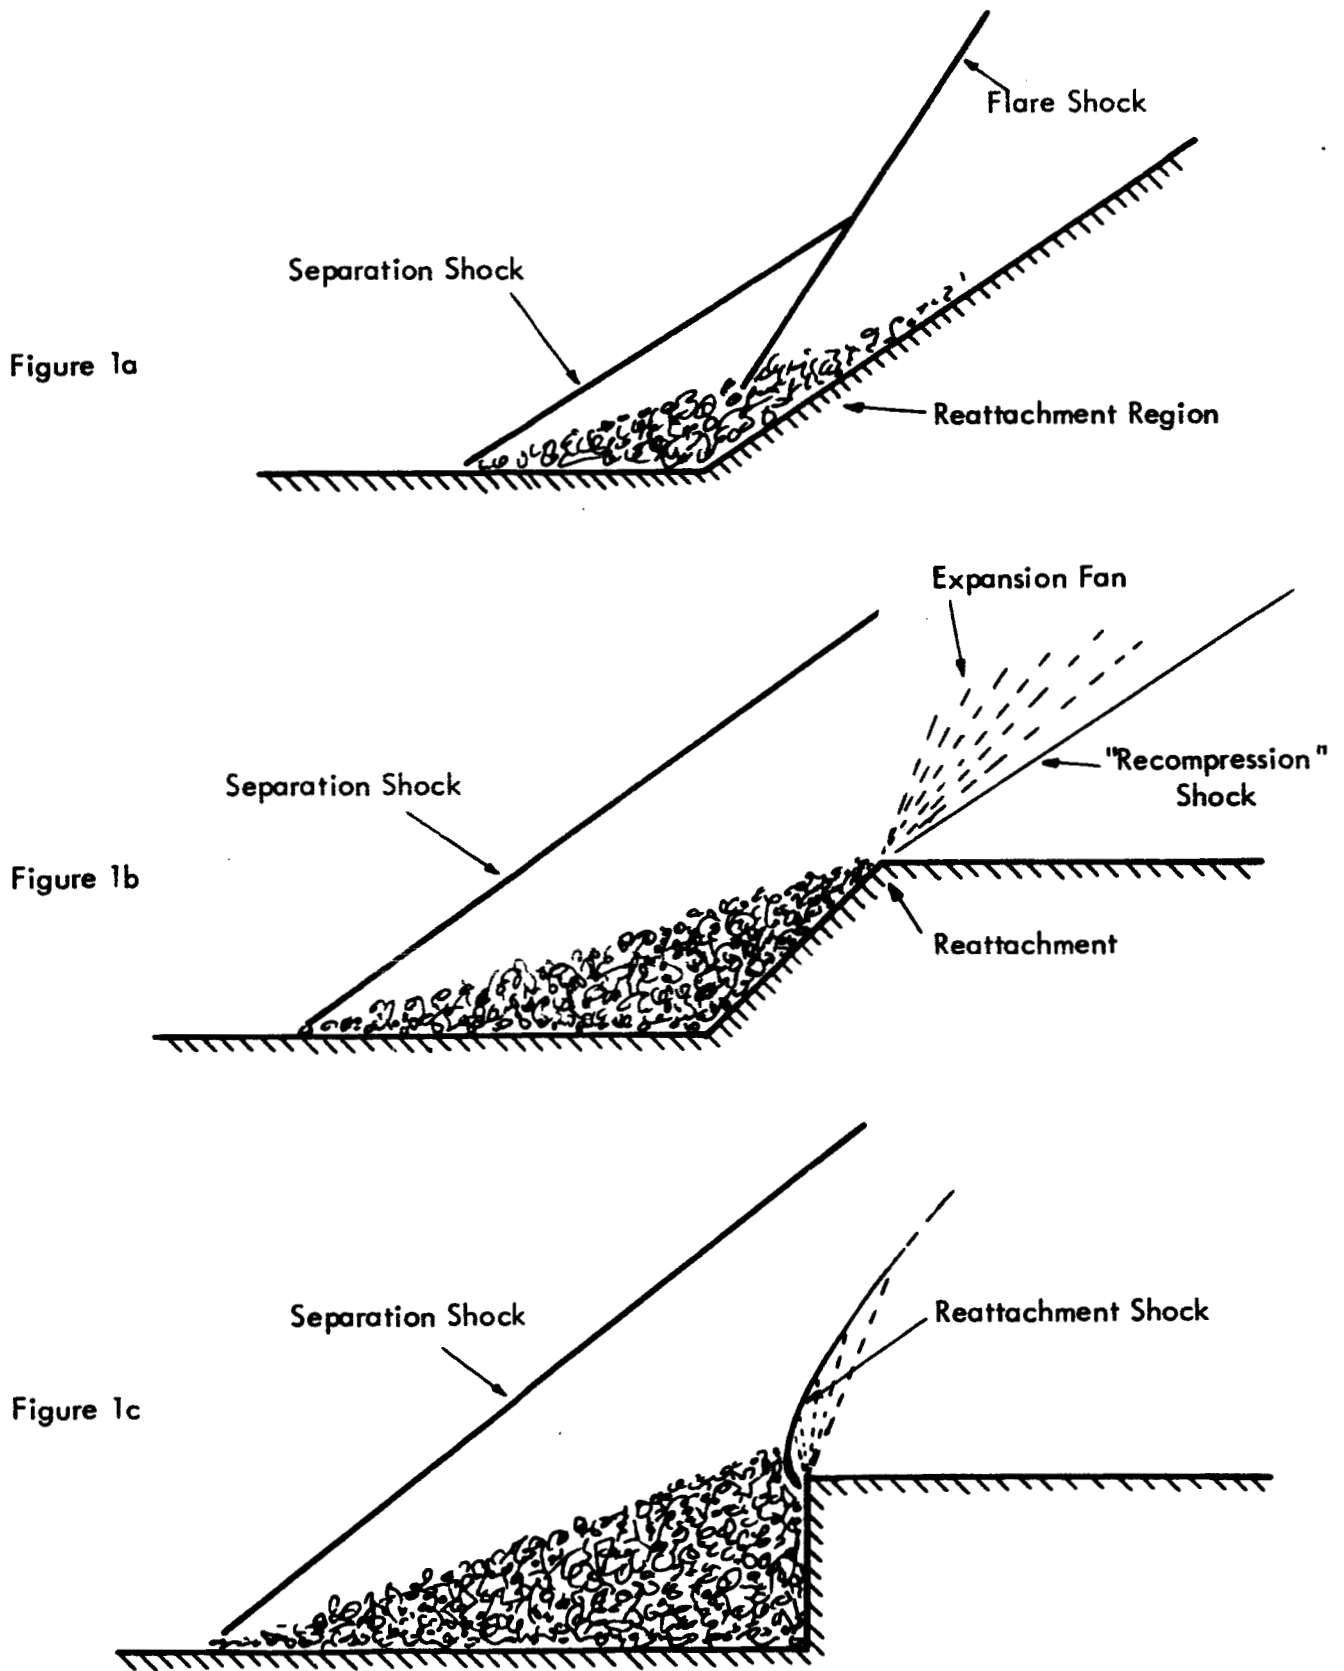 Flare Shock
Separation Shock
Figure 1a
Reattachment Region
Expansion Fan
"Recompression"
Shock
Separation Shock
Figure 1b
Reattachment
Separation Shock
Reattachment Shock
Figure 1c